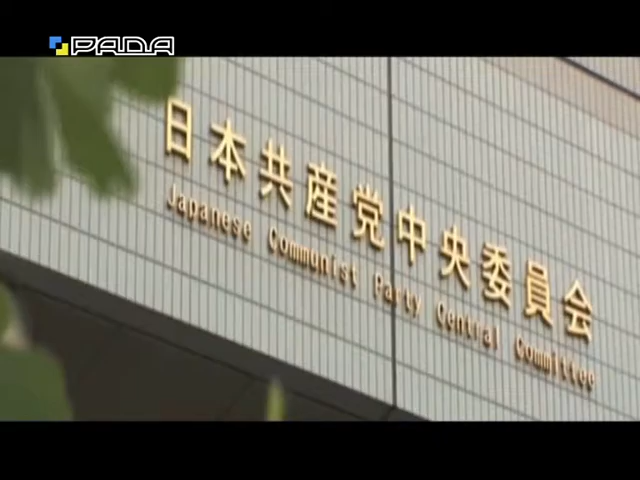 PADA
日本共産党中央委員会
Japanese Communist Party Central Committee